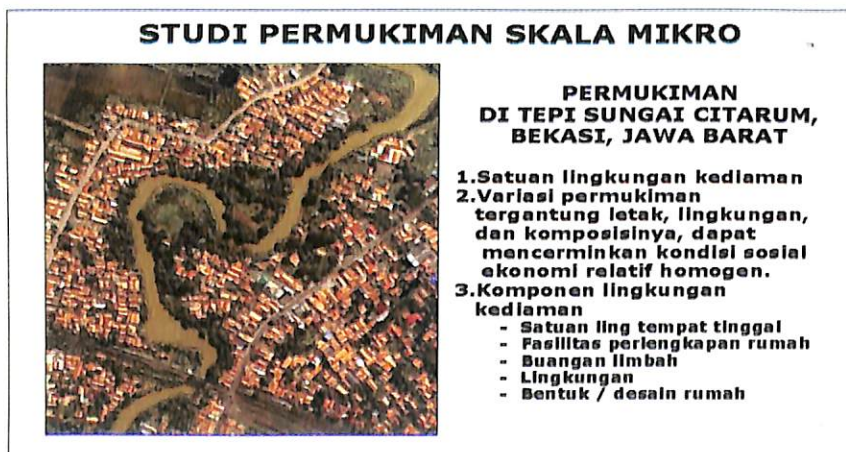 STUDI PERMUKIMAN SKALA MIKRO
PERMUKIMAN
DI TEPI SUNGAI CITARUM,
BEKASI, JAWA BARAT
1.Satuan lingkungan kediaman
2.Variasi permukiman
tergantung letak, lingkungan,
dan komposisinya, dapat
mencerminkan kondisi sosial
ekonomi relatif homogen.
3.Komponen lingkungan
kediaman
- Satuan ling tempat tinggal
- Fasilitas perlengkapan rumah
- Buangan limbah
- Lingkungan
- Bentuk / desain rumah